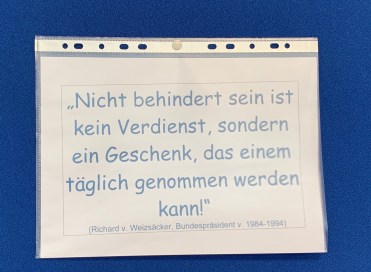 „Nicht behindert sein ist
kein Verdienst, sondern
ein Geschenk, das einem
täglich genommen werden
kann!“
(Richard v. Weizsäcker, Bundespräsident v. 1984-1994)